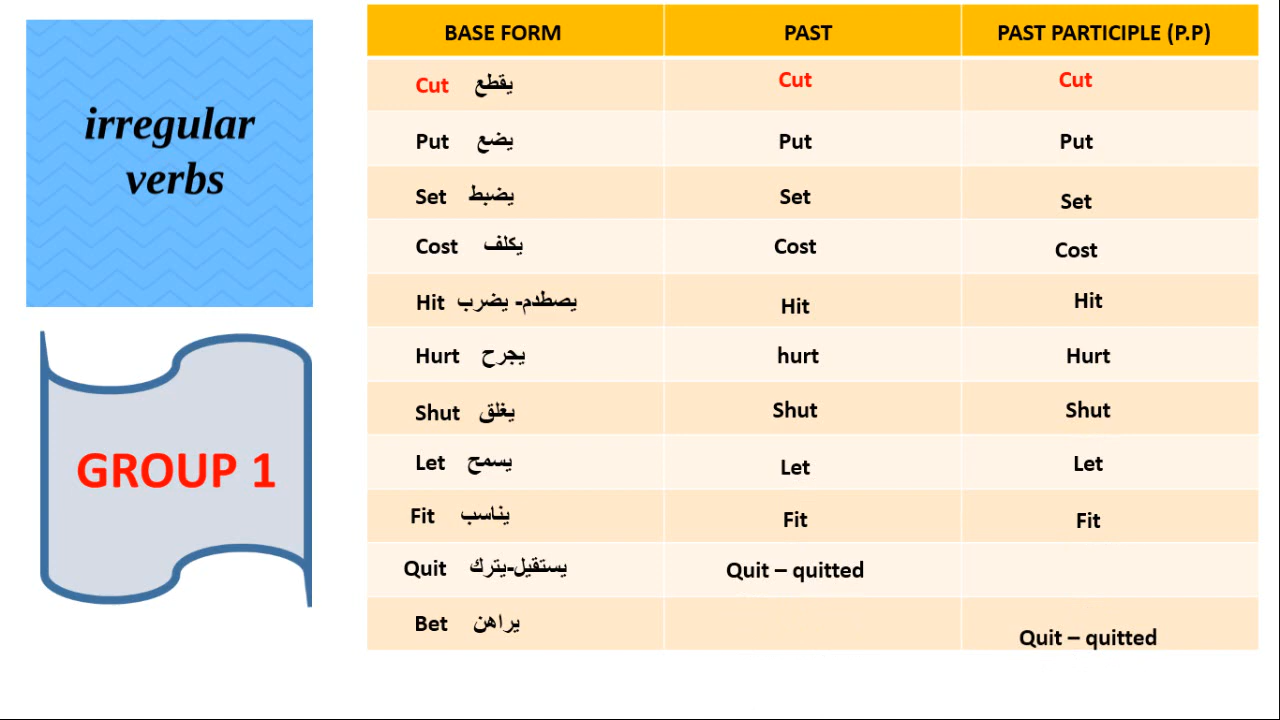 irregular
verbs
GROUP 1
BASE FORM PAST PAST PARTICIPLE (P.P)
Cut يقطع Cut Cut
Put يضع Put Put
Set يضبط Set Set
Cost يكلف Cost Cost
Hit يصطدم- يضرب Hit Hit
Hurt يجرح hurt Hurt
Shut يغلق Shut Shut
Let يسمح Let Let
Fit يناسب Fit Fit
Quit يستقيل-يترك Quit – quitted
Bet يراهن Quit – quitted